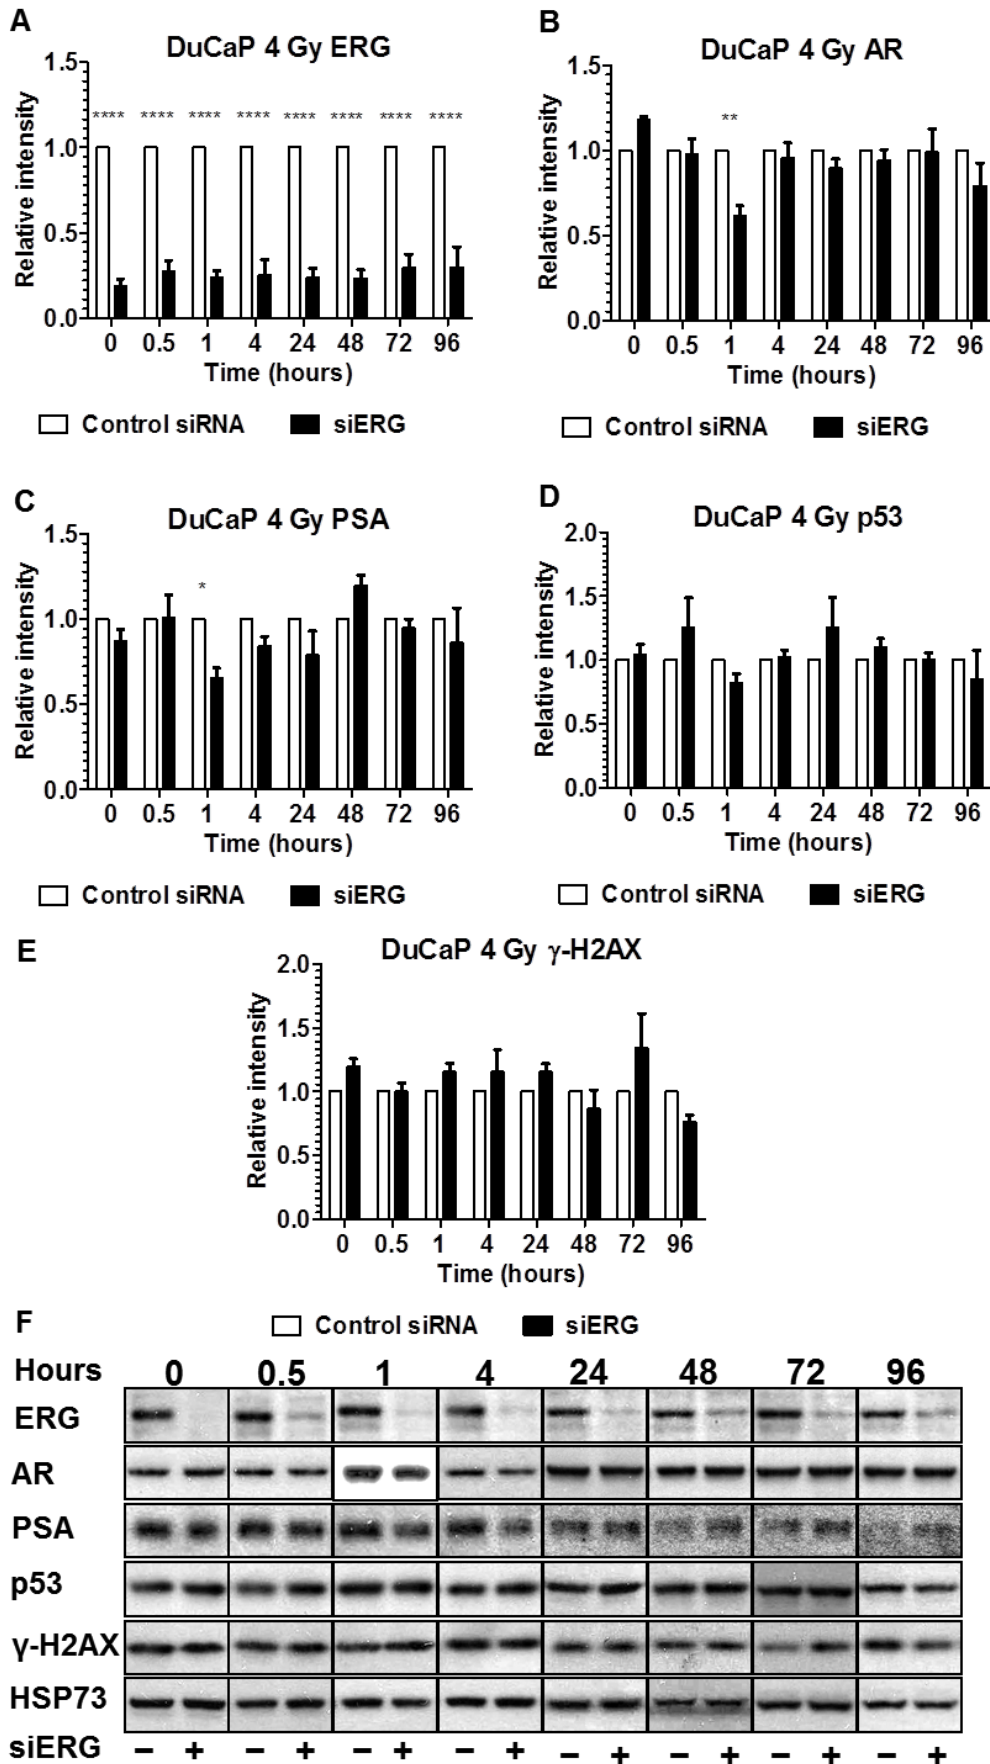 A
DuCaP 4 Gy ERG
1.5
1.0
0.5
0.0
Relative intensity
**** **** **** **** **** **** **** ****
0 0.5 1 4 24 48 72 96
Time (hours)
Control siRNA siERG
B
DuCaP 4 Gy AR
1.5
1.0
0.5
0.0
Relative intensity
**
0 0.5 1 4 24 48 72 96
Time (hours)
Control siRNA siERG
C
DuCaP 4 Gy PSA
1.5
1.0
0.5
0.0
Relative intensity
*
0 0.5 1 4 24 48 72 96
Time (hours)
Control siRNA siERG
D
DuCaP 4 Gy p53
2.0
1.5
1.0
0.5
0.0
Relative intensity
0 0.5 1 4 24 48 72 96
Time (hours)
Control siRNA siERG
E
DuCaP 4 Gy γ-H2AX
2.0
1.5
1.0
0.5
0.0
Relative intensity
0 0.5 1 4 24 48 72 96
Time (hours)
Control siRNA siERG
F
Hours 0 0.5 1 4 24 48 72 96
ERG
AR
PSA
p53
γ-H2AX
HSP73
siERG − + − + − + − + − + − + − + − +